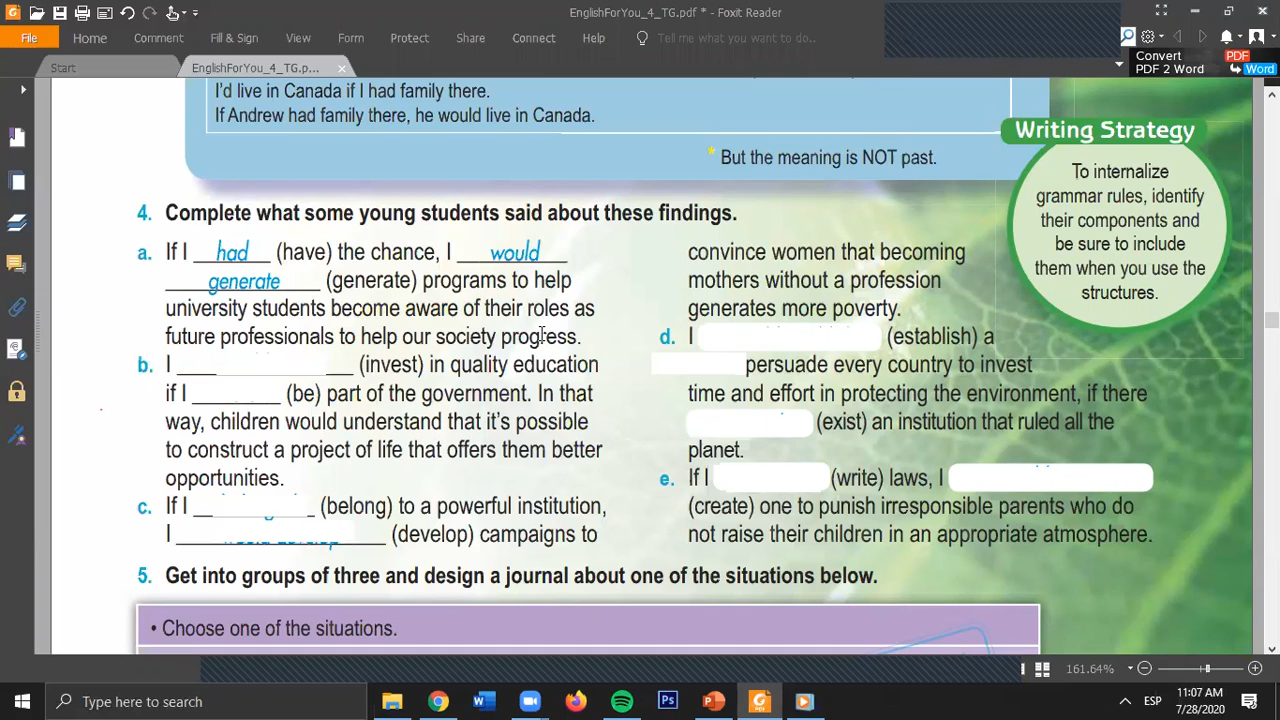 EnglishForYou_4_TG.pdf * - Foxit Reader
File Home Comment Fill & Sign View Form Protect Share Connect Help Tell me what you want to do..
Start EnglishForYou_4_TG.p...
Convert PDF
PDF 2 Word Word
I'd live in Canada if I had family there.
If Andrew had family there, he would live in Canada.
* But the meaning is NOT past.
Writing Strategy
To internalize
grammar rules, identify
their components and
be sure to include
them when you use the
structures.
4. Complete what some young students said about these findings.
a. If I had (have) the chance, I would
generate (generate) programs to help
university students become aware of their roles as
future professionals to help our society progress.
b. I (invest) in quality education
if I (be) part of the government. In that
way, children would understand that it's possible
to construct a project of life that offers them better
opportunities.
c. If I (belong) to a powerful institution,
I (develop) campaigns to
convince women that becoming
mothers without a profession
generates more poverty.
d. I (establish) a
persuade every country to invest
time and effort in protecting the environment, if there
(exist) an institution that ruled all the
planet.
e. If I (write) laws, I
(create) one to punish irresponsible parents who do
not raise their children in an appropriate atmosphere.
5. Get into groups of three and design a journal about one of the situations below.
• Choose one of the situations.
161.64%
Type here to search
ESP
11:07 AM
7/28/2020